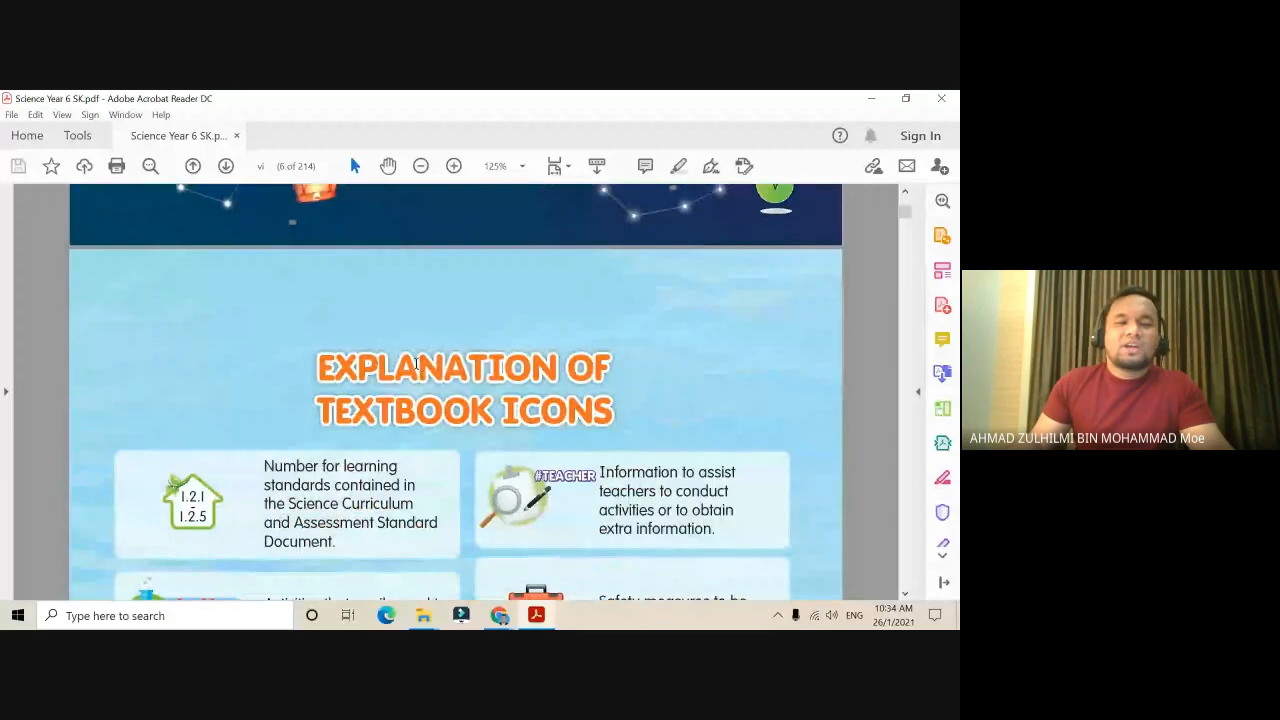 Science Year 6 SK.pdf - Adobe Acrobat Reader DC
File Edit View Sign Window Help
Home Tools Science Year 6 SK.p... × Sign In
vi (6 of 214) 125%
V
EXPLANATION OF
TEXTBOOK ICONS
1.2.1
-
1.2.5
Number for learning
standards contained in
the Science Curriculum
and Assessment Standard
Document.
#TEACHER
Information to assist
teachers to conduct
activities or to obtain
extra information.
Safety measures to be
AHMAD ZULHILMI BIN MOHAMMAD Moe
Type here to search
ENG
10:34 AM
26/1/2021